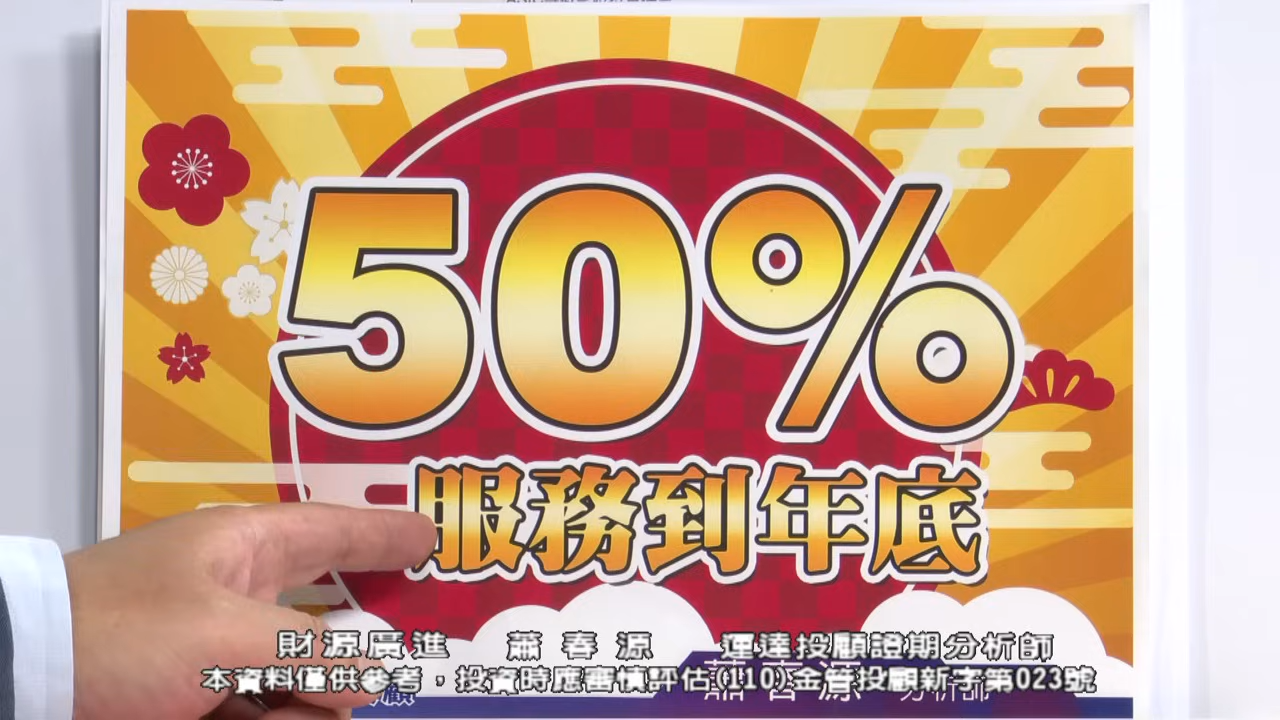 50%
服務到年底
財源廣進 蕭春源 運達投顧證期分析師
本資料僅供參考，投資時應審慎評估(110)金管投顧新字第023號